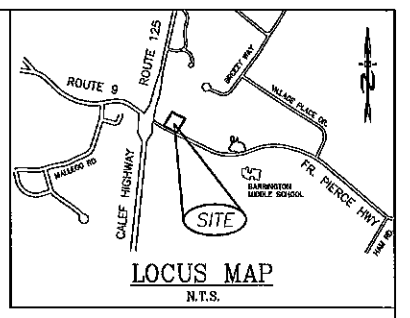 ROUTE 9
ROUTE 125
BROOKY WAY
VILLAGE PLACE DR.
MALLEGO RD
CALEF HIGHWAY
BARRINGTON
MIDDLE SCHOOL
FR. PIERCE HWY
HAM RD.
SITE
LOCUS MAP
N.T.S.